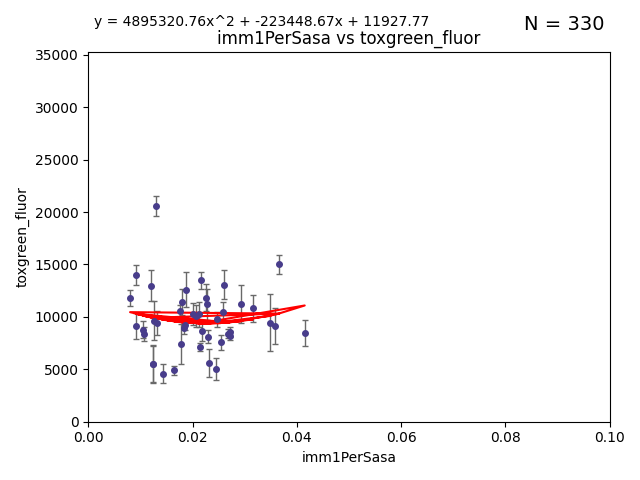 y = 4895320.76x^2 + -223448.67x + 11927.77
N = 330
imm1PerSasa vs toxgreen_fluor
35000
30000
25000
20000
15000
10000
5000
0
toxgreen_fluor
0.00 0.02 0.04 0.06 0.08 0.10
imm1PerSasa